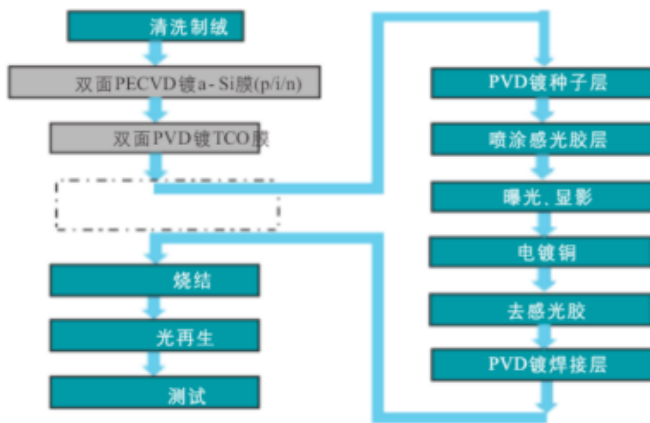 清洗制绒
双面PECVD镀a-Si膜(p/i/n)
双面PVD镀TCO膜
PVD镀种子层
喷涂感光胶层
曝光、显影
电镀铜
去感光胶
PVD镀焊接层
烧结
光再生
测试